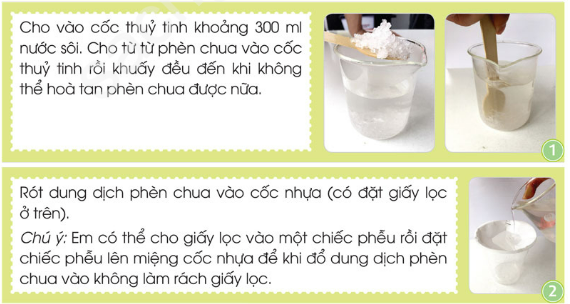 Cho vào cốc thuỷ tinh khoảng 300 ml
nước sôi. Cho từ từ phèn chua vào cốc
thuỷ tinh rồi khuấy đều đến khi không
thể hoà tan phèn chua được nữa.
1
Rót dung dịch phèn chua vào cốc nhựa (có đặt giấy lọc
ở trên).
Chú ý: Em có thể cho giấy lọc vào một chiếc phễu rồi đặt
chiếc phễu lên miệng cốc nhựa để khi đổ dung dịch phèn
chua vào không làm rách giấy lọc.
2